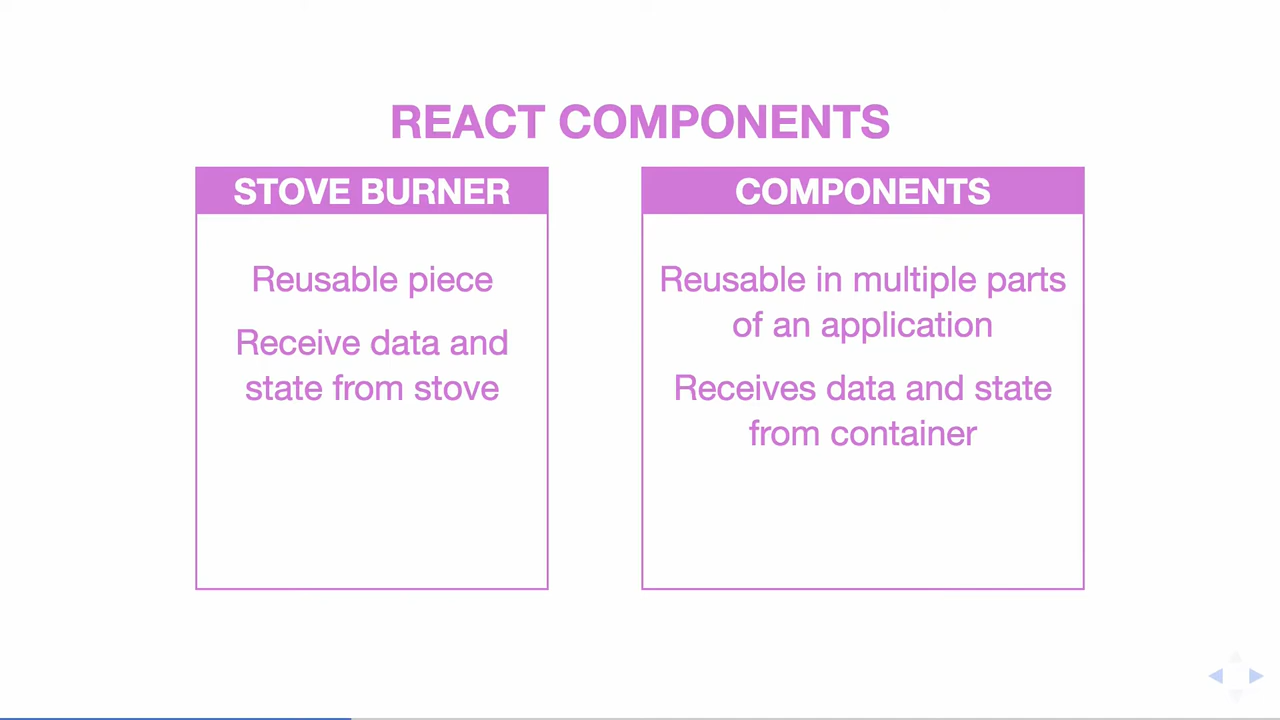 REACT COMPONENTS
STOVE BURNER
Reusable piece
Receive data and
state from stove
COMPONENTS
Reusable in multiple parts
of an application
Receives data and state
from container